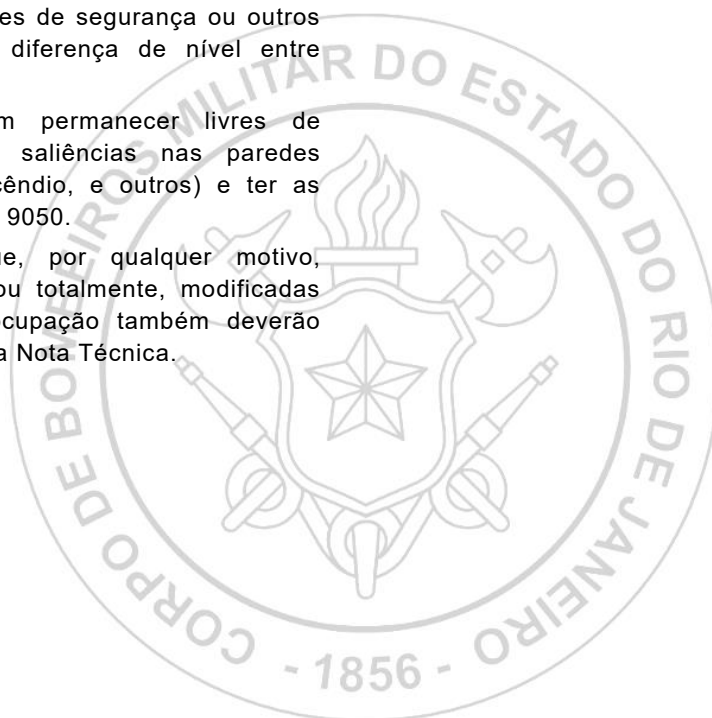 es de segurança ou outros
diferença de nível entre
m permanecer livres de
saliências nas paredes
cêndio, e outros) e ter as
9050.
e, por qualquer motivo,
ou totalmente, modificadas
ocupação também deverão
a Nota Técnica.
CORPO DE BOMBEIROS MILITAR DO ESTADO DO RIO DE JANEIRO
- 1856 -